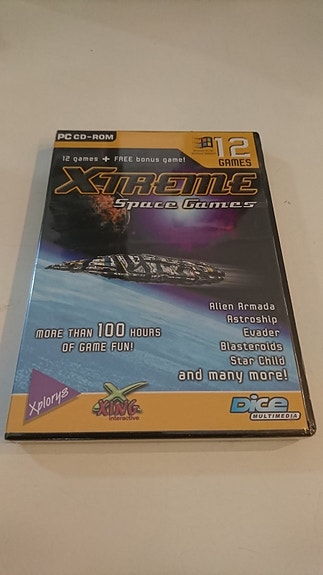 PC CD-ROM
12 games + FREE bonus game!
12
GAMES
XTREME
Space Games
Alien Armada
Astroship
Evader
Blasteroids
Star Child
and many more!
MORE THAN 100 HOURS
OF GAME FUN!
Xplorys
XING
interactive
Dice
MULTIMEDIA